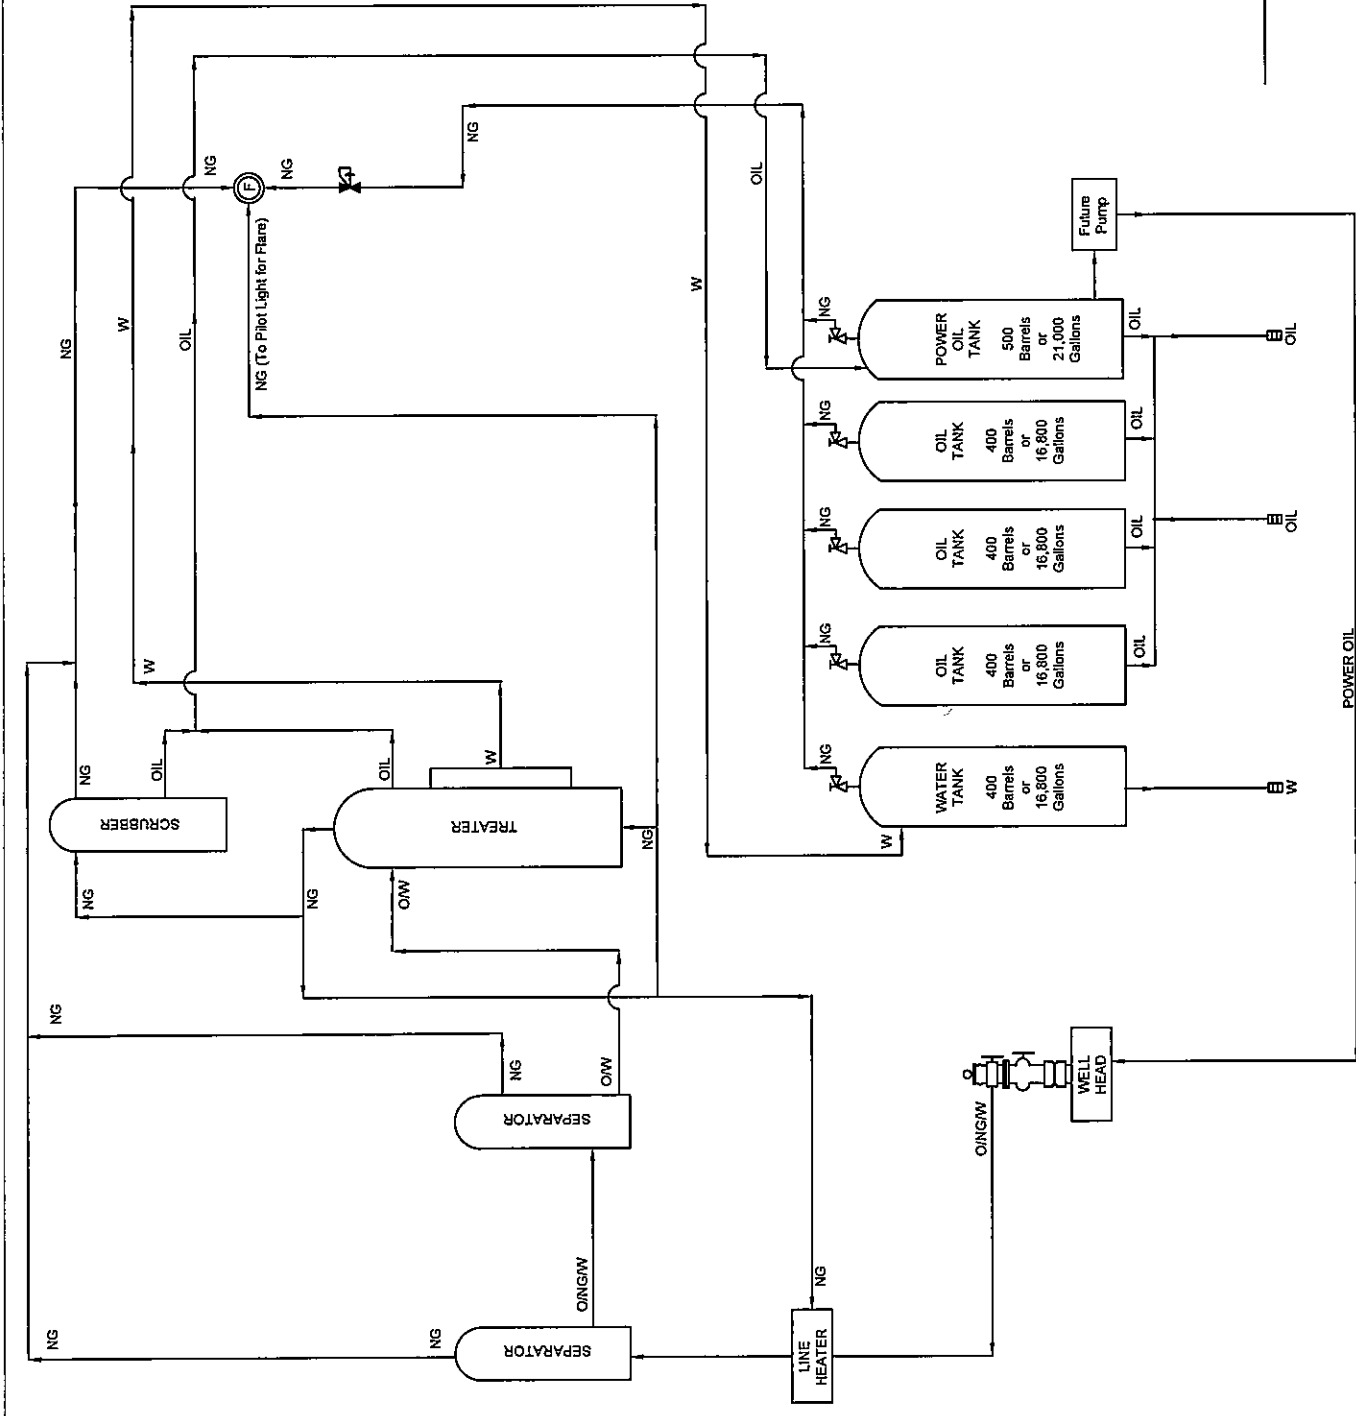 NG
W
NG
NG
F
NG
NG
NG (To Pilot Light for Flare)
OIL
W
OIL
W
Future
Pump
NG
W
OIL
NG
NG
NG
NG
NG
POWER
OIL
TANK
500
Barrels
or
21,000
Gallons
OIL
TANK
400
Barrels
or
16,800
Gallons
OIL
TANK
400
Barrels
or
16,800
Gallons
OIL
TANK
400
Barrels
or
16,800
Gallons
WATER
TANK
400
Barrels
or
16,800
Gallons
OIL
OIL
OIL
OIL
OIL
OIL
W
W
POWER OIL
NG
OIL
SCRUBBER
NG
OIL
W
TREATER
NG
NG
O/W
NG
NG
SEPARATOR
O/W
O/NG/W
NG
NG
SEPARATOR
NG
LINE
HEATER
O/NG/W
WELL
HEAD